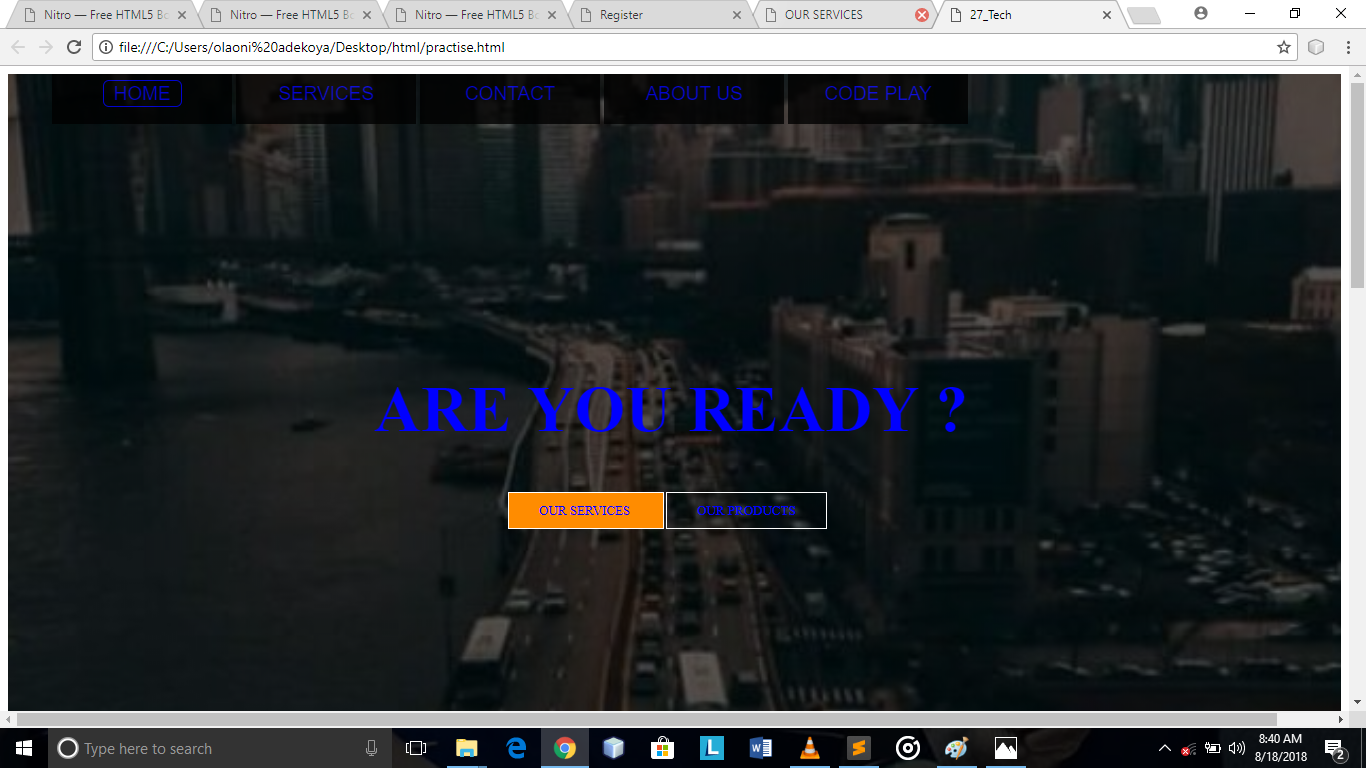 Nitro — Free HTML5 Bo
Nitro — Free HTML5 Bo
Nitro — Free HTML5 Bo
Register
OUR SERVICES
27_Tech
file:///C:/Users/olaoni%20adekoya/Desktop/html/practise.html
HOME
SERVICES
CONTACT
ABOUT US
CODE PLAY
ARE YOU READY ?
OUR SERVICES
OUR PRODUCTS
Type here to search
8:40 AM
8/18/2018
2